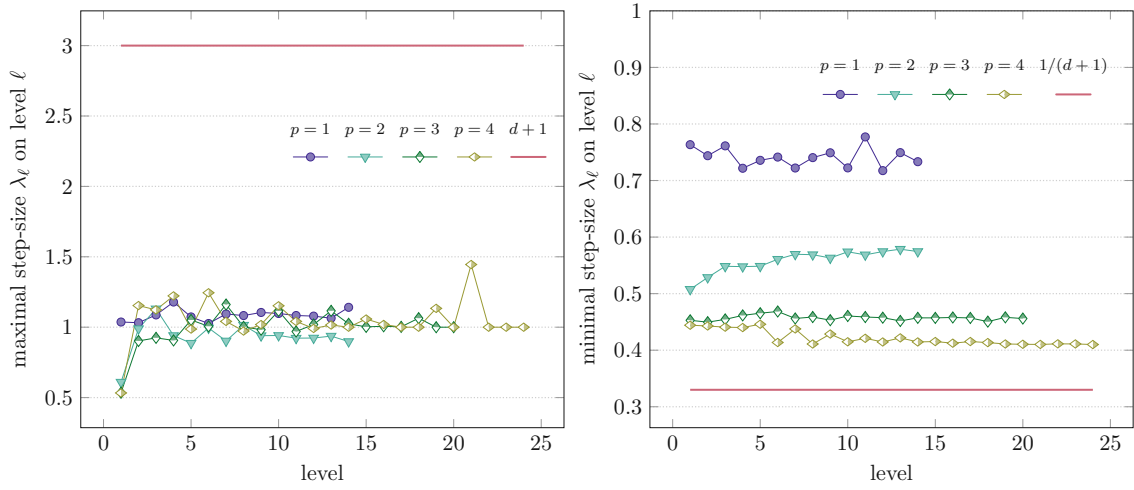 3
2.5
2
1.5
1
0.5
0
5
10
15
20
25
level
maximal step-size λ_ℓ on level ℓ
p = 1
p = 2
p = 3
p = 4
d + 1
1
0.9
0.8
0.7
0.6
0.5
0.4
0.3
0
5
10
15
20
25
level
minimal step-size λ_ℓ on level ℓ
p = 1
p = 2
p = 3
p = 4
1/(d + 1)